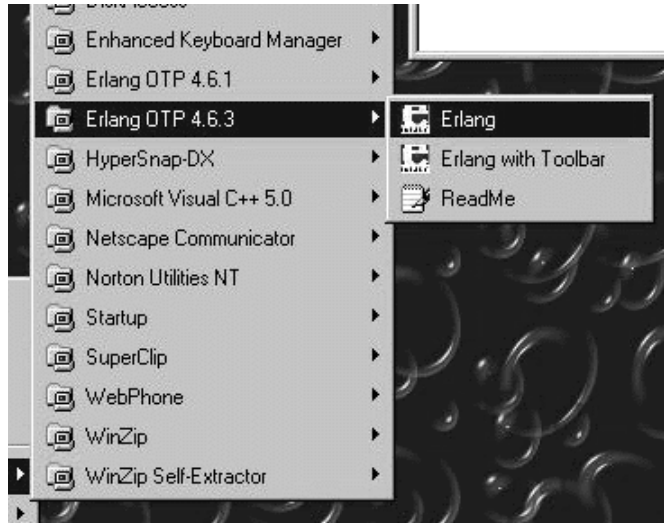 Enhanced Keyboard Manager
Erlang OTP 4.6.1
Erlang OTP 4.6.3
HyperSnap-DX
Microsoft Visual C++ 5.0
Netscape Communicator
Norton Utilities NT
Startup
SuperClip
WebPhone
WinZip
WinZip Self-Extractor
Erlang
Erlang with Toolbar
ReadMe